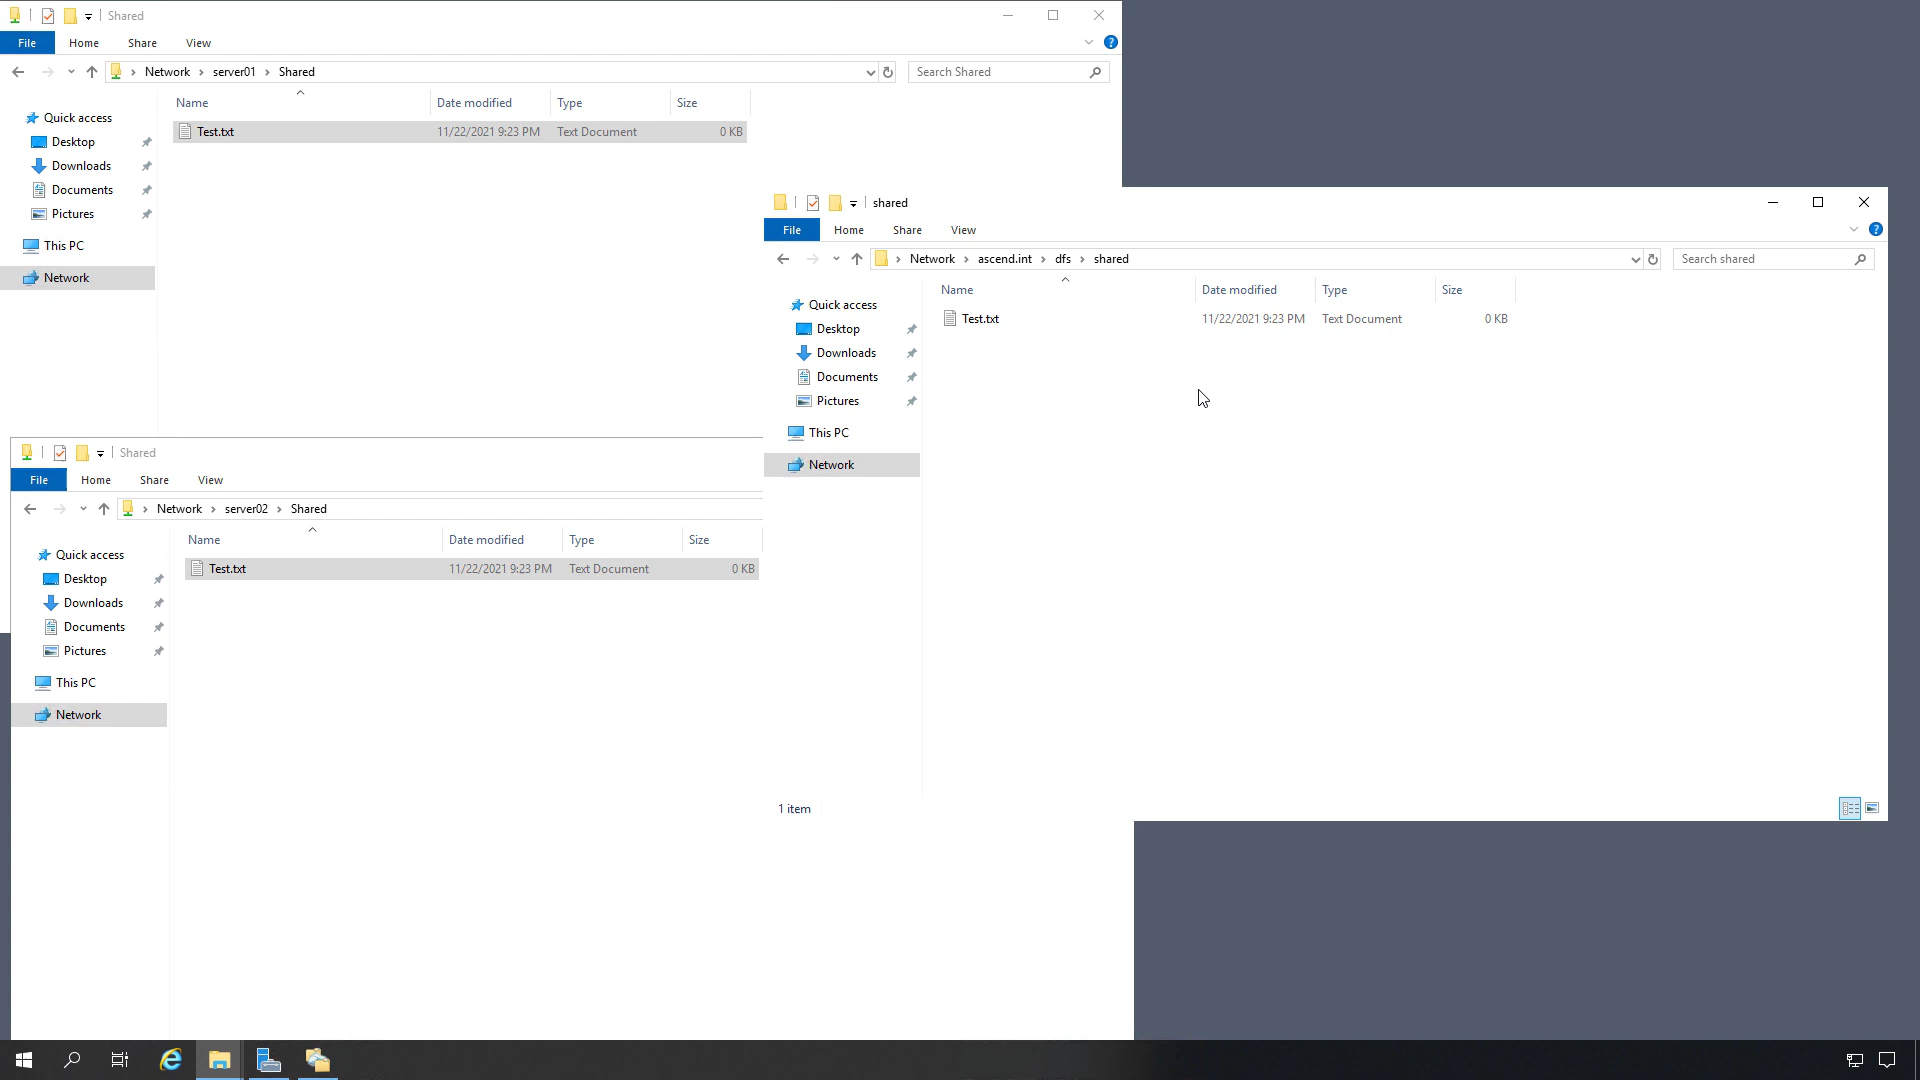 Shared
File Home Share View
Network server01 Shared
Search Shared
Name Date modified Type Size
Test.txt 11/22/2021 9:23 PM Text Document 0 KB
Quick access
Desktop
Downloads
Documents
Pictures
This PC
Network
shared
File Home Share View
Network ascend.int dfs shared
Search shared
Name Date modified Type Size
Test.txt 11/22/2021 9:23 PM Text Document 0 KB
Quick access
Desktop
Downloads
Documents
Pictures
This PC
Network
1 item
Shared
File Home Share View
Network server02 Shared
Name Date modified Type Size
Test.txt 11/22/2021 9:23 PM Text Document 0 KB
Quick access
Desktop
Downloads
Documents
Pictures
This PC
Network